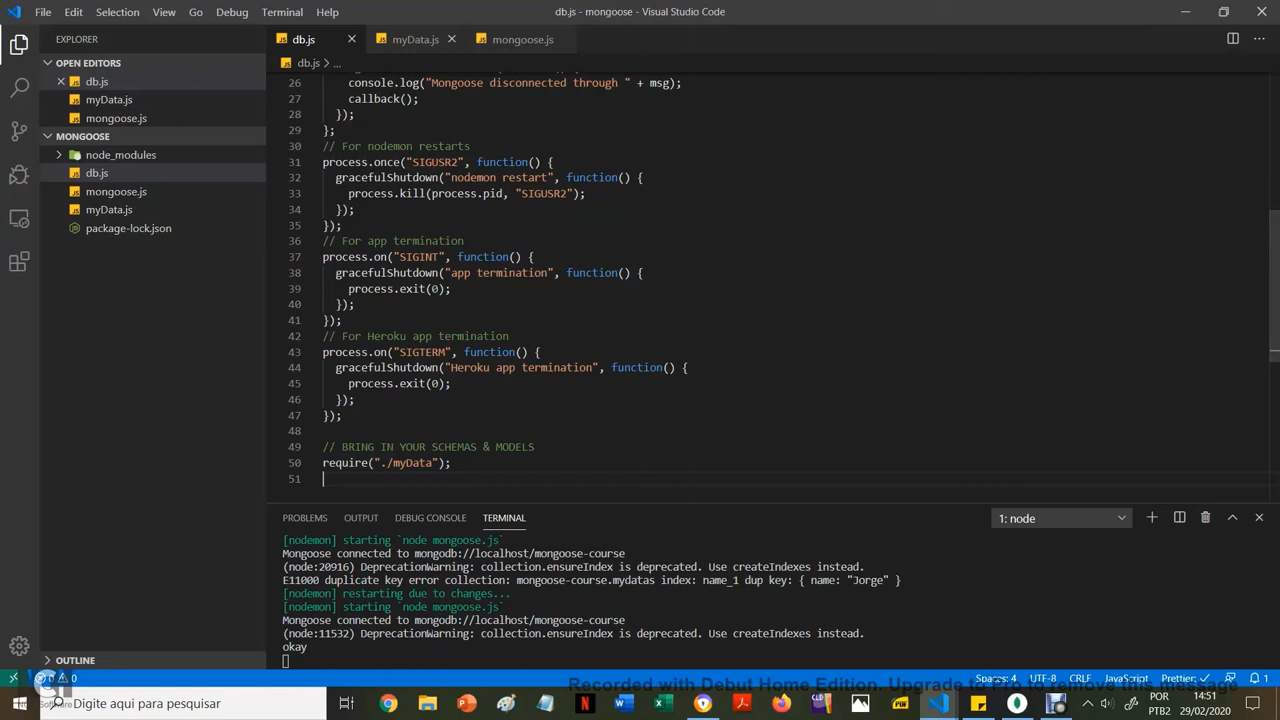 File Edit Selection View Go Debug Terminal Help
db.js - mongoose - Visual Studio Code
EXPLORER
OPEN EDITORS
db.js
myData.js
mongoose.js
MONGOOSE
node_modules
db.js
mongoose.js
myData.js
package-lock.json
OUTLINE
db.js myData.js mongoose.js
db.js > ...
26 console.log("Mongoose disconnected through " + msg);
27 callback();
28 });
29 };
30 // For nodemon restarts
31 process.once("SIGUSR2", function() {
32 gracefulShutdown("nodemon restart", function() {
33 process.kill(process.pid, "SIGUSR2");
34 });
35 });
36 // For app termination
37 process.on("SIGINT", function() {
38 gracefulShutdown("app termination", function() {
39 process.exit(0);
40 });
41 });
42 // For Heroku app termination
43 process.on("SIGTERM", function() {
44 gracefulShutdown("Heroku app termination", function() {
45 process.exit(0);
46 });
47 });
48
49 // BRING IN YOUR SCHEMAS & MODELS
50 require("./myData");
51
PROBLEMS OUTPUT DEBUG CONSOLE TERMINAL
1: node
[nodemon] starting `node mongoose.js`
Mongoose connected to mongodb://localhost/mongoose-course
(node:20916) DeprecationWarning: collection.ensureIndex is deprecated. Use createIndexes instead.
E11000 duplicate key error collection: mongoose-course.mydatas index: name_1 dup key: { name: "Jorge" }
[nodemon] restarting due to changes...
[nodemon] starting `node mongoose.js`
Mongoose connected to mongodb://localhost/mongoose-course
(node:11532) DeprecationWarning: collection.ensureIndex is deprecated. Use createIndexes instead.
okay
0 0
Spaces: 4 UTF-8 CRLF JavaScript Prettier: ✓ 1
Recorded with Debut Home Edition. Upgrade to Pro to remove this message
Digite aqui para pesquisar
POR
PTB2
14:51
29/02/2020